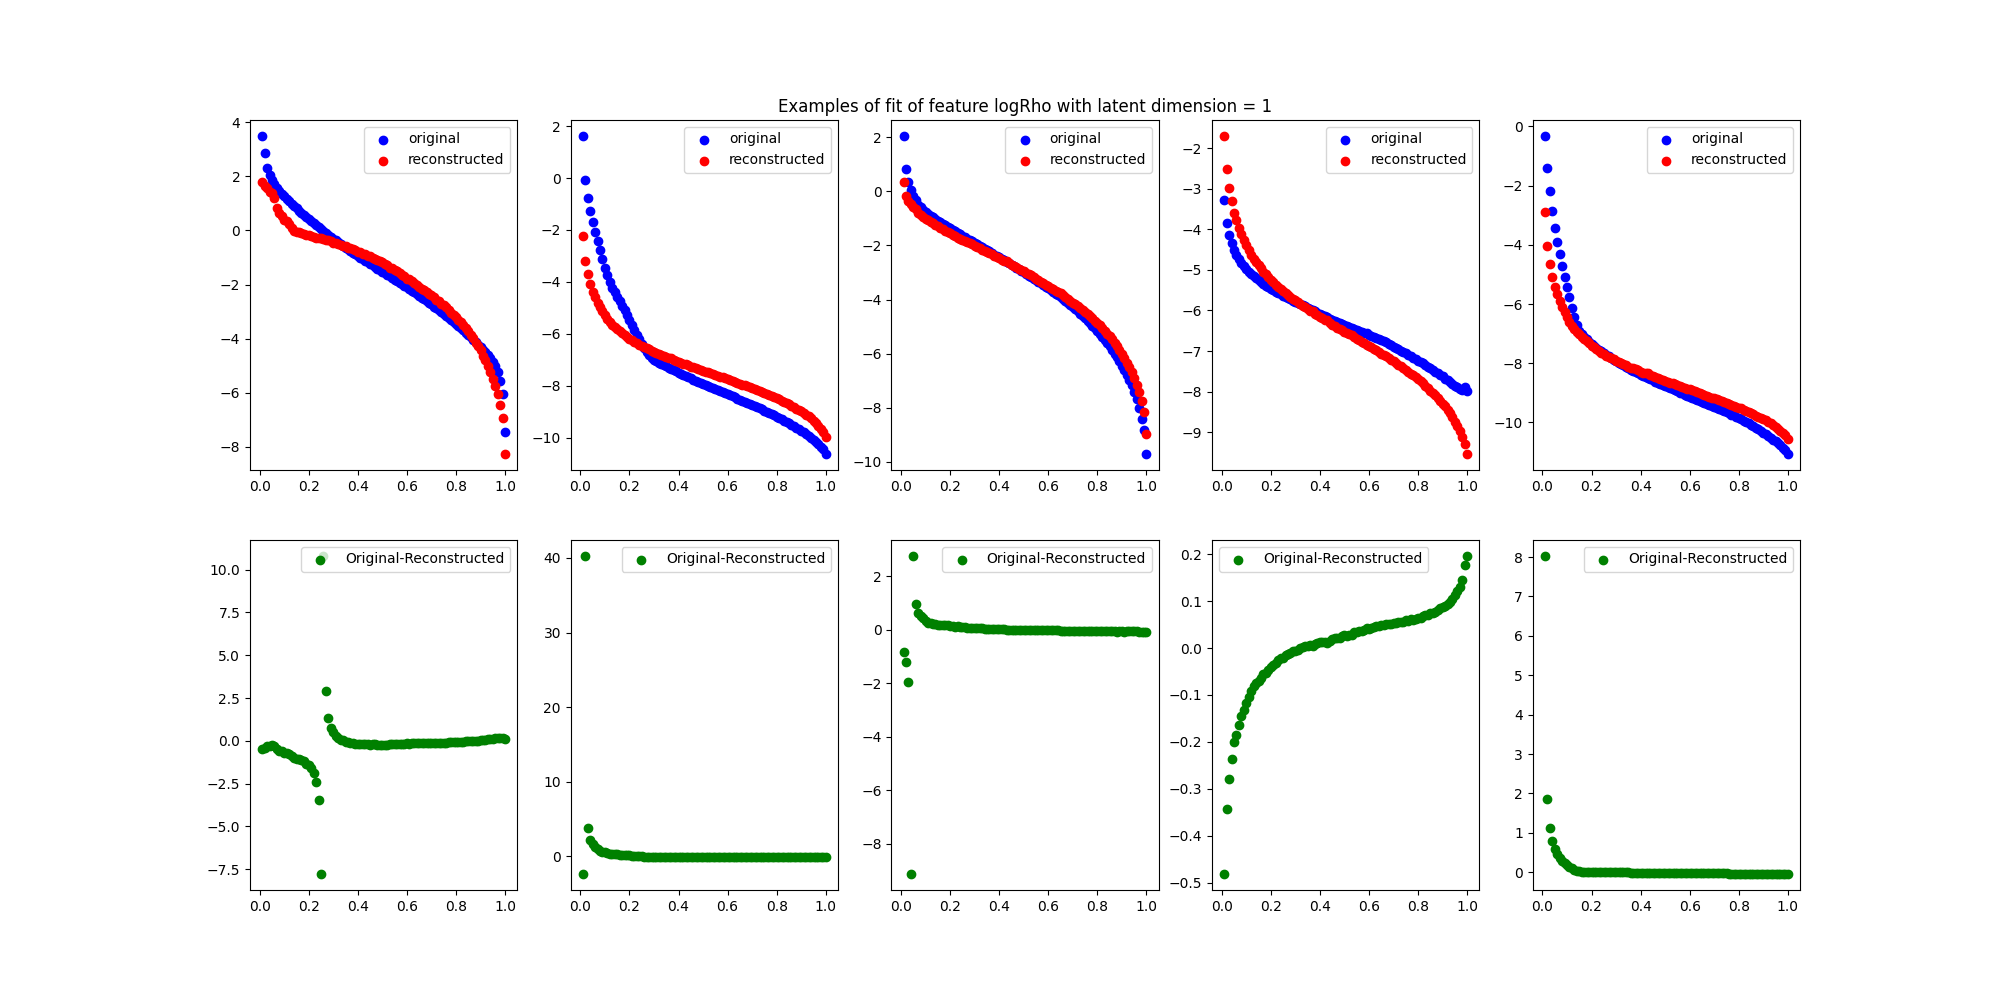 Examples of fit of feature logRho with latent dimension = 1
4 2 0 −2 −4 −6 −8
original
reconstructed
0.0 0.2 0.4 0.6 0.8 1.0
2 0 −2 −4 −6 −8 −10
original
reconstructed
0.0 0.2 0.4 0.6 0.8 1.0
2 0 −2 −4 −6 −8 −10
original
reconstructed
0.0 0.2 0.4 0.6 0.8 1.0
−2 −3 −4 −5 −6 −7 −8 −9
original
reconstructed
0.0 0.2 0.4 0.6 0.8 1.0
0 −2 −4 −6 −8 −10
original
reconstructed
0.0 0.2 0.4 0.6 0.8 1.0
10.0 7.5 5.0 2.5 0.0 −2.5 −5.0 −7.5
Original-Reconstructed
0.0 0.2 0.4 0.6 0.8 1.0
40 30 20 10 0
Original-Reconstructed
0.0 0.2 0.4 0.6 0.8 1.0
2 0 −2 −4 −6 −8
Original-Reconstructed
0.0 0.2 0.4 0.6 0.8 1.0
0.2 0.1 0.0 −0.1 −0.2 −0.3 −0.4 −0.5
Original-Reconstructed
0.0 0.2 0.4 0.6 0.8 1.0
8 7 6 5 4 3 2 1 0
Original-Reconstructed
0.0 0.2 0.4 0.6 0.8 1.0